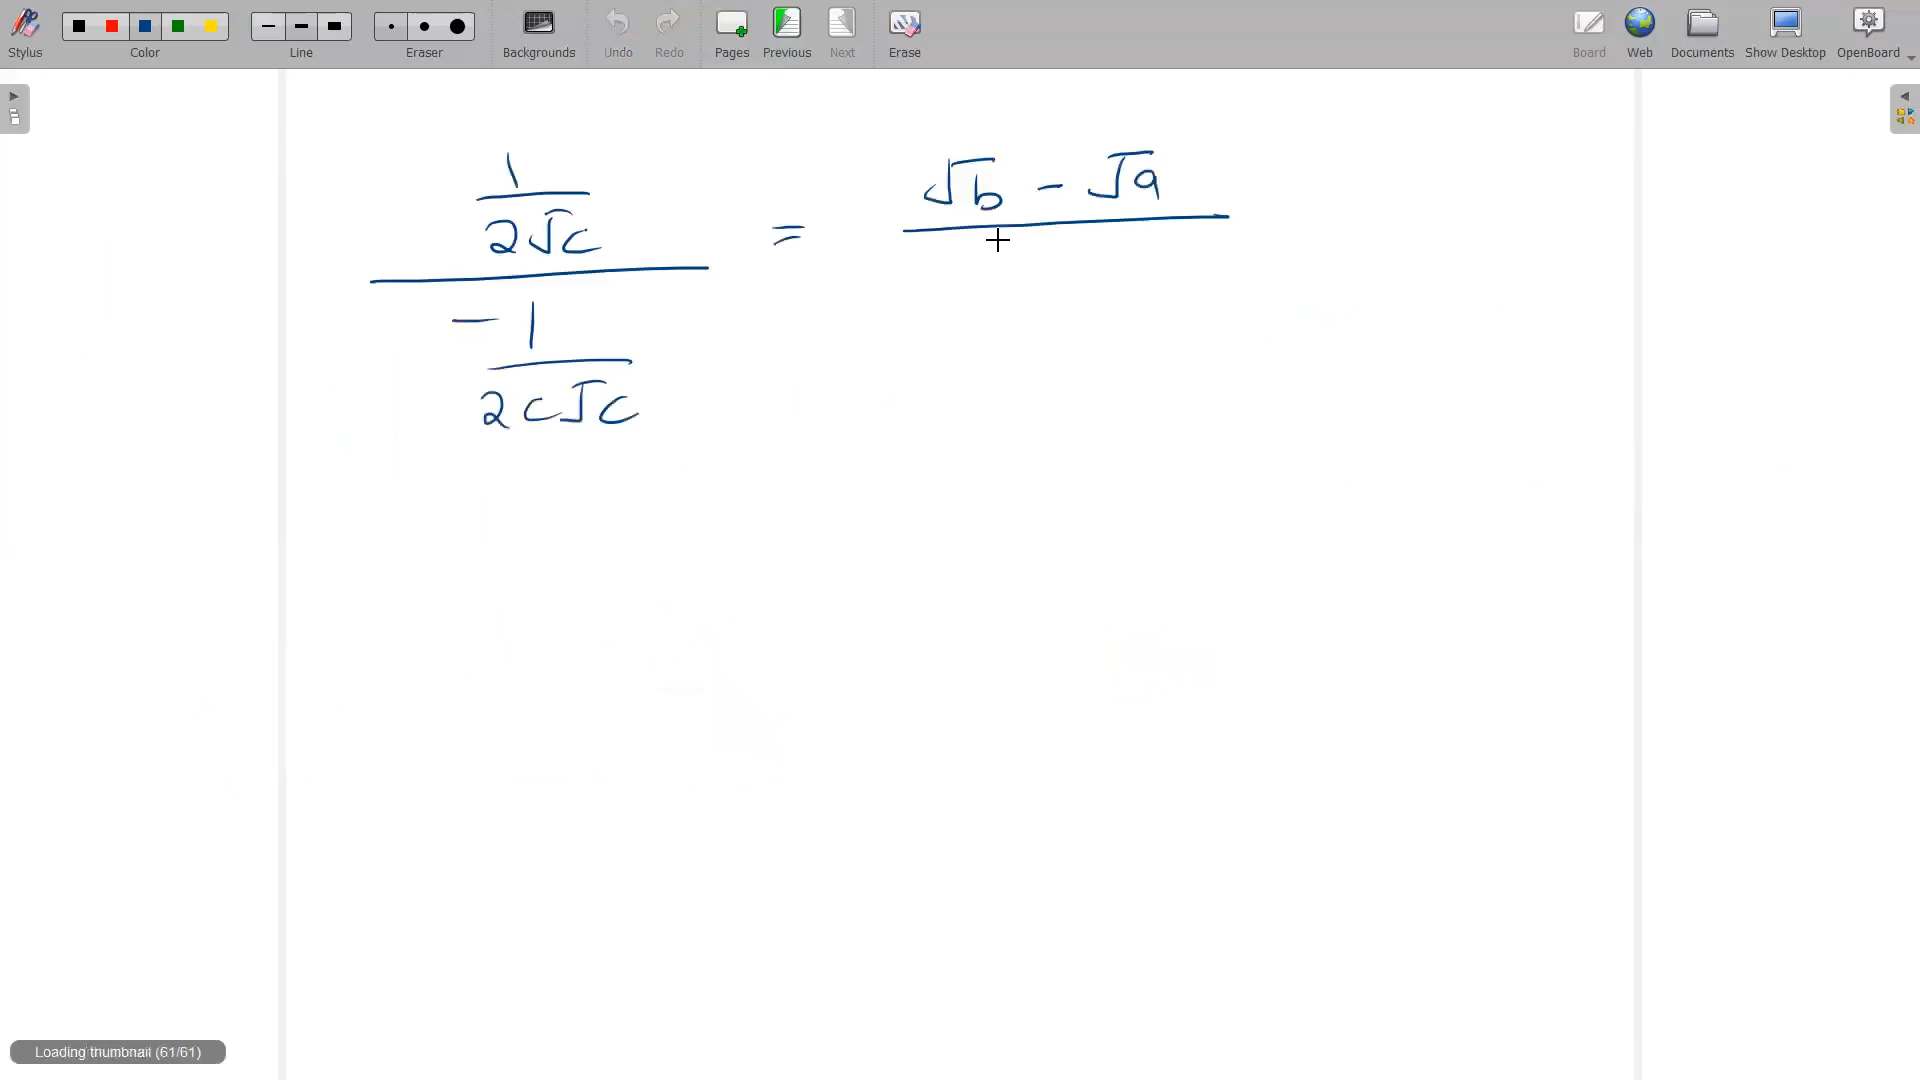 Stylus Color Line Eraser Backgrounds Undo Redo Pages Previous Next Erase Board Web Documents Show Desktop OpenBoard
1
2√c
= √b - √a
-1
2c√c
Loading thumbnail (61/61)